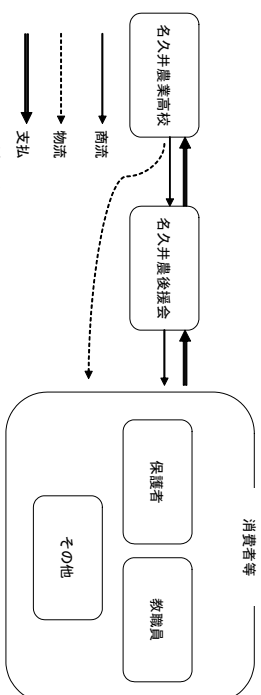 名久井農業高校
名久井農後援会
消費者等
保護者
教職員
その他
商流
物流
支払